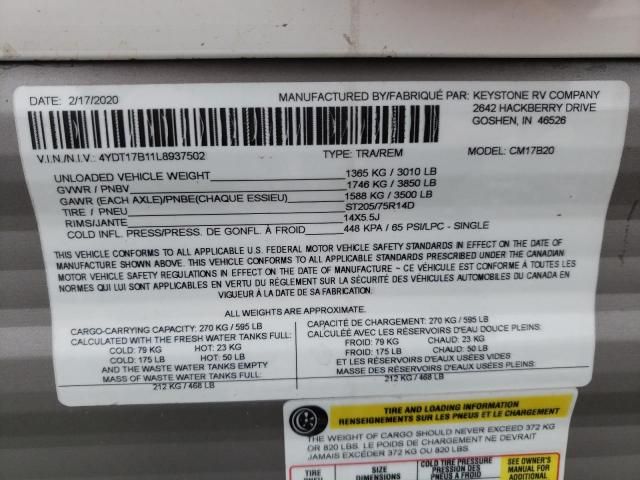 DATE: 2/17/2020
MANUFACTURED BY/FABRIQUÉ PAR: KEYSTONE RV COMPANY
2642 HACKBERRY DRIVE
GOSHEN, IN 46526
V.I.N./N.I.V.: 4YDT17B11L8937502 TYPE/TYPE: TRA/REM MODEL: CM17B20
UNLOADED VEHICLE WEIGHT: 1365 KG / 3010 LB
GVWR / PNBV 1746 KG / 3850 LB
GAWR (EACH AXLE)/PNBE(CHAQUE ESSIEU) 1588 KG / 3500 LB
TIRE / PNEU ST205/75R14D
RIMS/JANTE: 14X5.5J
COLD INFL. PRESS/PRESS. DE GONFL. À FROID: 448 KPA / 65 PSI/LPC - SINGLE
THIS VEHICLE CONFORMS TO ALL APPLICABLE U.S. FEDERAL MOTOR VEHICLE SAFETY STANDARDS IN EFFECT ON THE DATE OF
MANUFACTURE SHOWN ABOVE. THIS VEHICLE CONFORMS TO ALL APPLICABLE STANDARDS PRESCRIBED UNDER THE CANADIAN
MOTOR VEHICLE SAFETY REGULATIONS IN EFFECT ON THE DATE OF MANUFACTURE ~ CE VÉHICULE EST CONFORME À TOUTES LES
NORMES QUI LUI SONT APPLICABLES EN VERTU DU RÈGLEMENT SUR LA SÉCURITÉ DES VÉHICULES AUTOMOBILES DU CANADA EN
VIGUEUR À LA DATE DE SA FABRICATION.
ALL WEIGHTS ARE APPROXIMATE.
CARGO-CARRYING CAPACITY: 270 KG / 595 LB
CALCULATED WITH THE FRESH WATER TANKS FULL:
COLD: 79 KG HOT: 23 KG
COLD: 175 LB HOT: 50 LB
AND THE WASTE WATER TANKS EMPTY
MASS OF WASTE WATER TANKS FULL:
212 KG / 468 LB
CAPACITÉ DE CHARGEMENT: 270 KG / 595 LB
CALCULÉE AVEC LES RÉSERVOIRS D'EAU DOUCE PLEINS:
FROID: 79 KG CHAUD: 23 KG
FROID: 175 LB CHAUD: 50 LB
ET LES RÉSERVOIRS D'EAUX USÉES VIDES
MASSE DES RÉSERVOIRS D'EAUX USÉES PLEINS:
212 KG / 468 LB
TIRE AND LOADING INFORMATION
RENSEIGNEMENTS SUR LES PNEUS ET LE CHARGEMENT
THE WEIGHT OF CARGO SHOULD NEVER EXCEED 372 KG
OR 820 LBS. LE POIDS DE CHARGEMENT NE DEVRAIT
JAMAIS EXCÉDER 372 KG OU 820 LBS.
TIRE
PNEU
SIZE
DIMENSIONS
COLD TIRE PRESSURE
PRESSION DES
PNEUS À FROID
SEE OWNER'S
MANUAL FOR
ADDITIONAL